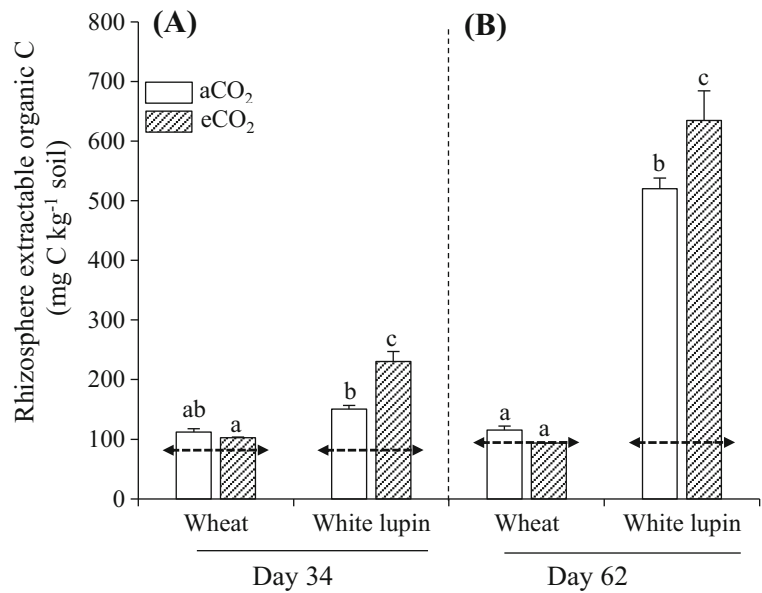 Rhizosphere extractable organic C
(mg C kg⁻¹ soil)
800
700
600
500
400
300
200
100
0
(A)
(B)
aCO₂
eCO₂
ab
a
b
c
a
a
b
c
Wheat
White lupin
Wheat
White lupin
Day 34
Day 62